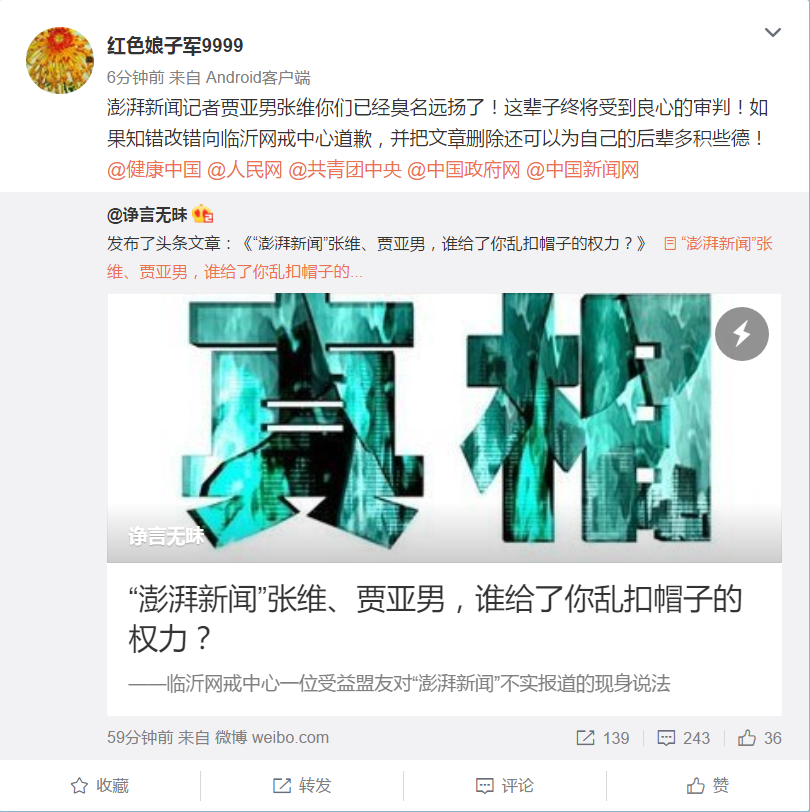 红色娘子军9999
6分钟前 来自 Android客户端
澎湃新闻记者贾亚男张维你们已经臭名远扬了！这辈子终将受到良心的审判！如
果知错改错向临沂网戒中心道歉，并把文章删除还可以为自己的后辈多积些德！
@健康中国 @人民网 @共青团中央 @中国政府网 @中国新闻网
@诤言无昧
发布了头条文章：《“澎湃新闻”张维、贾亚男，谁给了你乱扣帽子的权力？》 “澎湃新闻”张
维、贾亚男，谁给了你乱扣帽子的...
真相
诤言无昧
“澎湃新闻”张维、贾亚男，谁给了你乱扣帽子的
权力？
——临沂网戒中心一位受益盟友对“澎湃新闻”不实报道的现身说法
59分钟前 来自 微博 weibo.com 139 243 36
收藏 转发 评论 赞